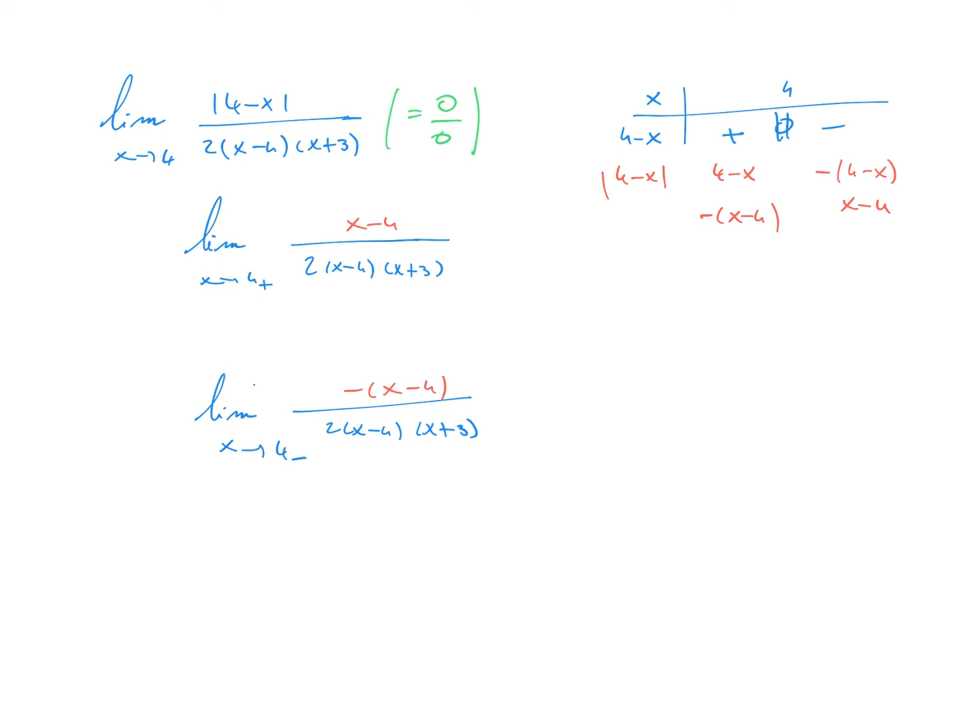 lim x→4 |4-x| / 2(x-4)(x+3) ( = 0/0 )
lim x→4+ x-4 / 2(x-4)(x+3)
lim x→4- -(x-4) / 2(x-4)(x+3)
x | 4
4-x | + 0 -
|4-x| 4-x -(4-x)
-(x-4) x-4